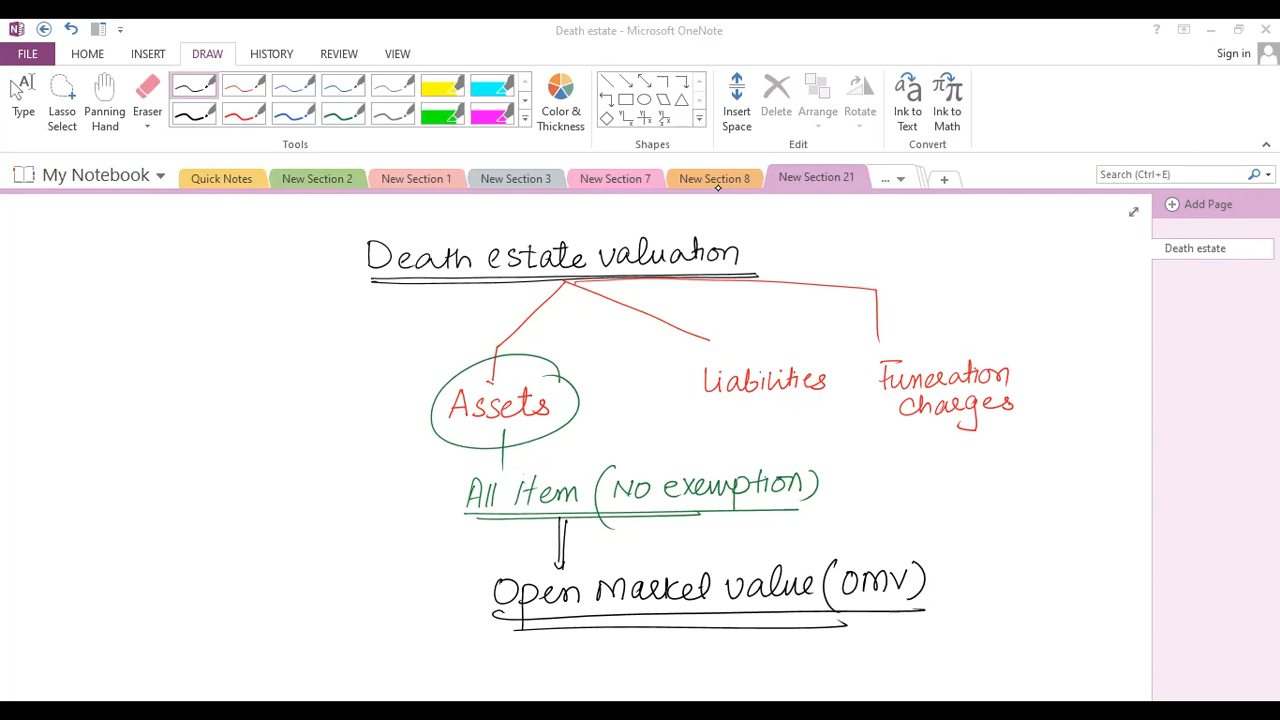 Death estate - Microsoft OneNote
FILE HOME INSERT DRAW HISTORY REVIEW VIEW
Sign in
Type
Lasso Select
Panning Hand
Eraser
Color & Thickness
Insert Space
Delete
Arrange
Rotate
Ink to Text
Ink to Math
Tools Shapes Edit Convert
My Notebook Quick Notes New Section 2 New Section 1 New Section 3 New Section 7 New Section 8 New Section 21 ... Search (Ctrl+E)
Add Page
Death estate
Death estate valuation
Assets
Liabilities
Funeration
charges
All item (No exemption)
Open Market value (OMV)